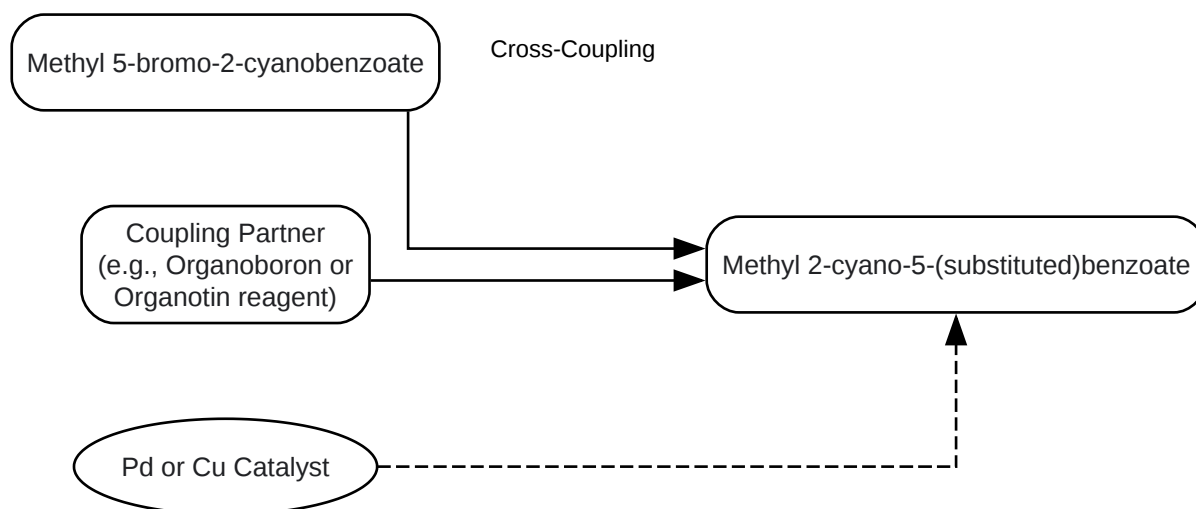 Methyl 5-bromo-2-cyanobenzoate
Cross-Coupling
Coupling Partner
(e.g., Organoboron or
Organotin reagent)
Methyl 2-cyano-5-(substituted)benzoate
Pd or Cu Catalyst